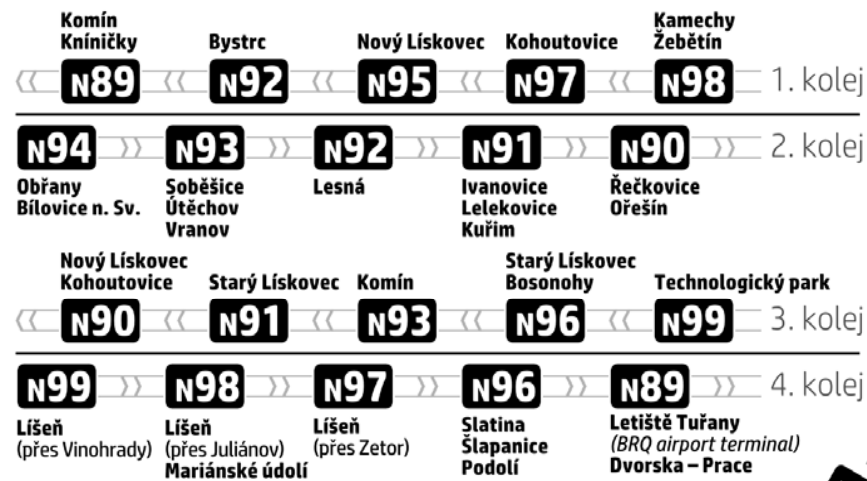 Komín
Kníničky
Bystrc
Nový Lískovec
Kohoutovice
Kamechy
Žebětín
N89 N92 N95 N97 N98 1. kolej
N94 N93 N92 N91 N90 2. kolej
Obřany
Bílovice n. Sv.
Soběšice
Útěchov
Vranov
Lesná
Ivanovice
Lelekovice
Kuřim
Řečkovice
Ořešín
Nový Lískovec
Kohoutovice
Starý Lískovec
Komín
Starý Lískovec
Bosonohy
Technologický park
N90 N91 N93 N96 N99 3. kolej
N99 N98 N97 N96 N89 4. kolej
Líšeň
(přes Vinohrady)
Líšeň
(přes Juliánov)
Mariánské údolí
Líšeň
(přes Zetor)
Slatina
Šlapanice
Podolí
Letiště Tuřany
(BRQ airport terminal)
Dvorska – Prace